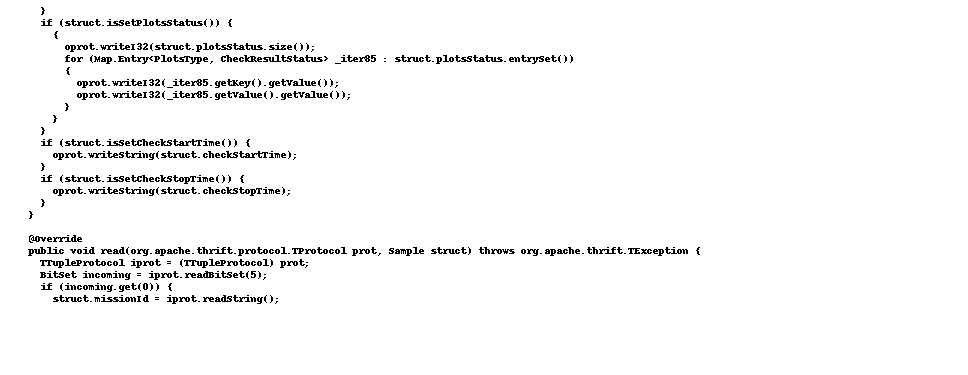 }
if (struct.isSetPlotsStatus()) {
{
oprot.writeI32(struct.plotsStatus.size());
for (Map.Entry<PlotsType, CheckResultStatus> _iter85 : struct.plotsStatus.entrySet())
{
oprot.writeI32(_iter85.getKey().getValue());
oprot.writeI32(_iter85.getValue().getValue());
}
}
}
if (struct.isSetCheckStartTime()) {
oprot.writeString(struct.checkStartTime);
}
if (struct.isSetCheckStopTime()) {
oprot.writeString(struct.checkStopTime);
}
}
@Override
public void read(org.apache.thrift.protocol.TProtocol prot, Sample struct) throws org.apache.thrift.TException {
TTupleProtocol iprot = (TTupleProtocol) prot;
BitSet incoming = iprot.readBitSet(5);
if (incoming.get(0)) {
struct.missionId = iprot.readString();